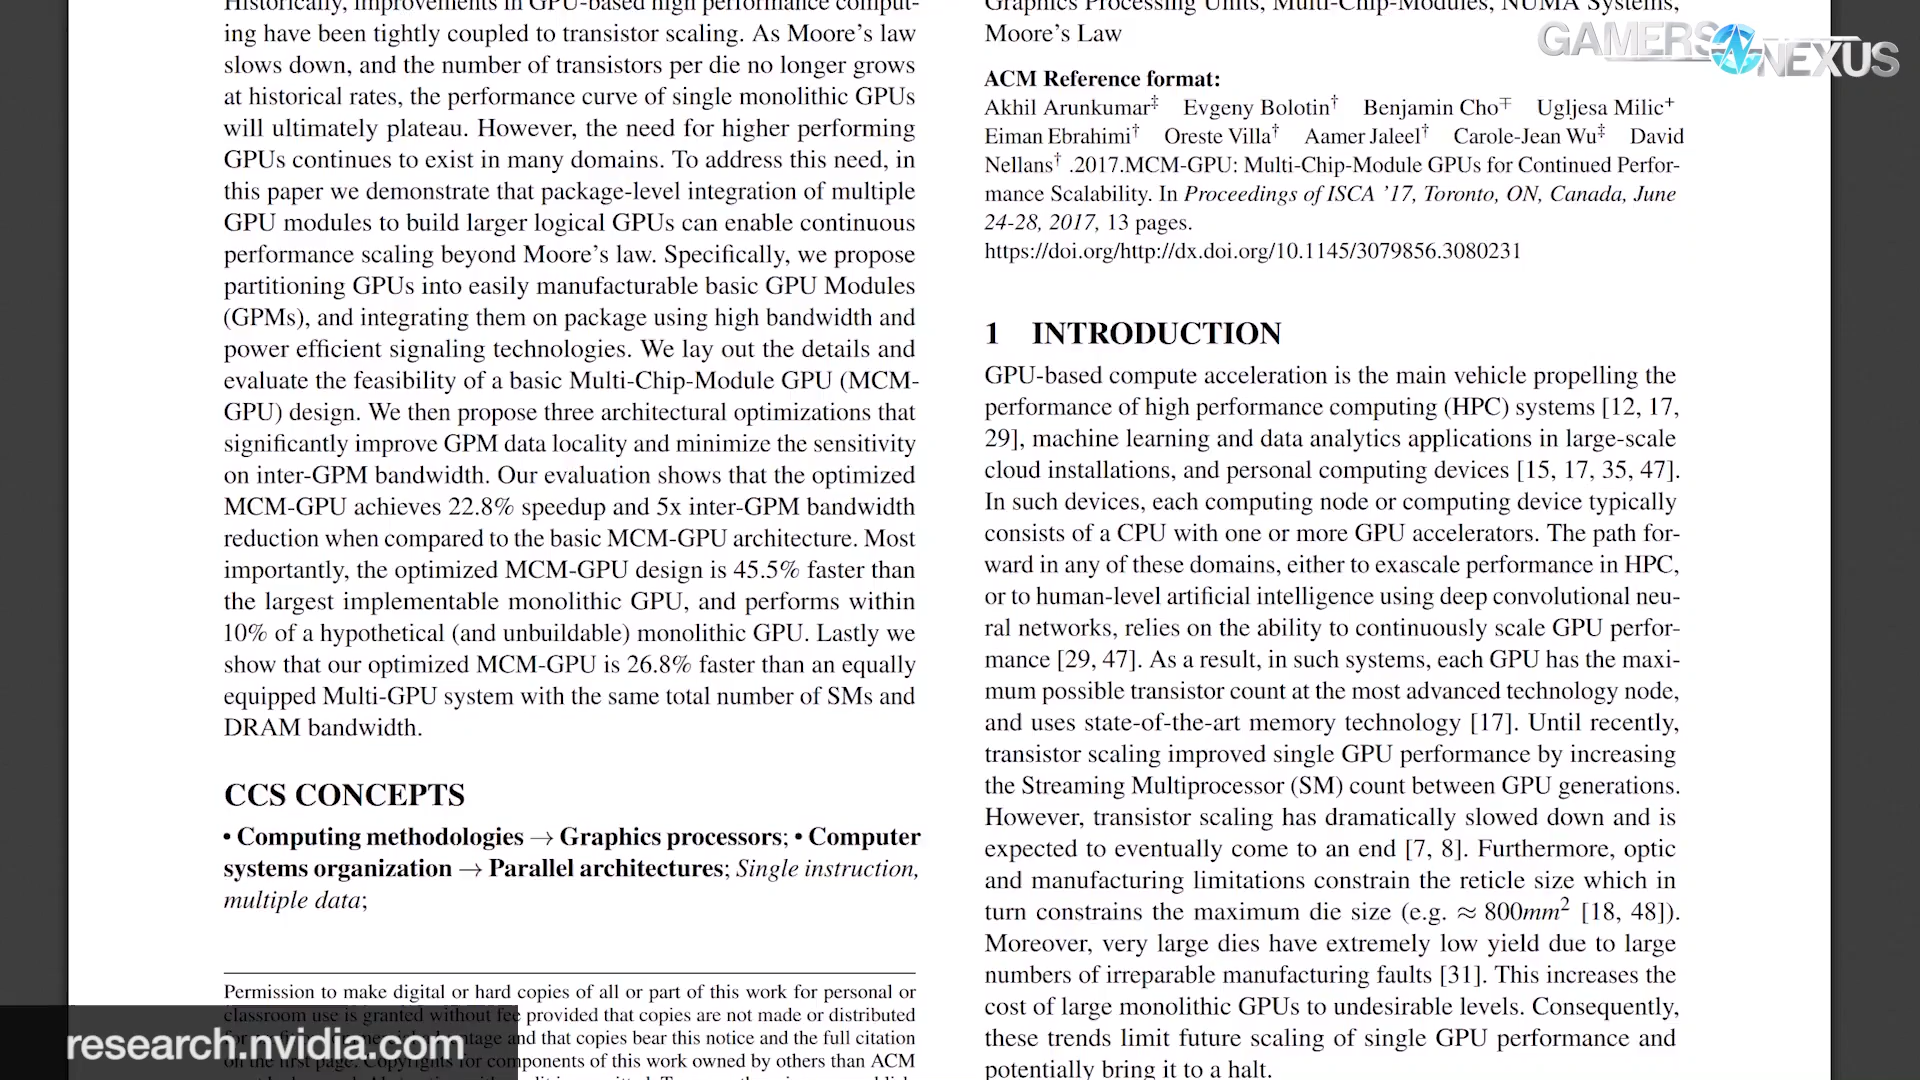 Historically, improvements in GPU-based high performance comput-
ing have been tightly coupled to transistor scaling. As Moore's law
slows down, and the number of transistors per die no longer grows
at historical rates, the performance curve of single monolithic GPUs
will ultimately plateau. However, the need for higher performing
GPUs continues to exist in many domains. To address this need, in
this paper we demonstrate that package-level integration of multiple
GPU modules to build larger logical GPUs can enable continuous
performance scaling beyond Moore's law. Specifically, we propose
partitioning GPUs into easily manufacturable basic GPU Modules
(GPMs), and integrating them on package using high bandwidth and
power efficient signaling technologies. We lay out the details and
evaluate the feasibility of a basic Multi-Chip-Module GPU (MCM-
GPU) design. We then propose three architectural optimizations that
significantly improve GPM data locality and minimize the sensitivity
on inter-GPM bandwidth. Our evaluation shows that the optimized
MCM-GPU achieves 22.8% speedup and 5x inter-GPM bandwidth
reduction when compared to the basic MCM-GPU architecture. Most
importantly, the optimized MCM-GPU design is 45.5% faster than
the largest implementable monolithic GPU, and performs within
10% of a hypothetical (and unbuildable) monolithic GPU. Lastly we
show that our optimized MCM-GPU is 26.8% faster than an equally
equipped Multi-GPU system with the same total number of SMs and
DRAM bandwidth.
CCS CONCEPTS
• Computing methodologies → Graphics processors; • Computer
systems organization → Parallel architectures; Single instruction,
multiple data;
Permission to make digital or hard copies of all or part of this work for personal or
classroom use is granted without fee provided that copies are not made or distributed
and that copies bear this notice and the full citation
on the first page. Copyrights for components of this work owned by others than ACM
research.nvidia.com
Graphics Processing Units, Multi-Chip-Modules, NUMA Systems,
Moore's Law
ACM Reference format:
Akhil Arunkumar‡ Evgeny Bolotin† Benjamin Cho∓ Ugljesa Milic+
Eiman Ebrahimi† Oreste Villa† Aamer Jaleel† Carole-Jean Wu‡ David
Nellans† .2017.MCM-GPU: Multi-Chip-Module GPUs for Continued Perfor-
mance Scalability. In Proceedings of ISCA '17, Toronto, ON, Canada, June
24-28, 2017, 13 pages.
https://doi.org/http://dx.doi.org/10.1145/3079856.3080231
1 INTRODUCTION
GPU-based compute acceleration is the main vehicle propelling the
performance of high performance computing (HPC) systems [12, 17,
29], machine learning and data analytics applications in large-scale
cloud installations, and personal computing devices [15, 17, 35, 47].
In such devices, each computing node or computing device typically
consists of a CPU with one or more GPU accelerators. The path for-
ward in any of these domains, either to exascale performance in HPC,
or to human-level artificial intelligence using deep convolutional neu-
ral networks, relies on the ability to continuously scale GPU perfor-
mance [29, 47]. As a result, in such systems, each GPU has the maxi-
mum possible transistor count at the most advanced technology node,
and uses state-of-the-art memory technology [17]. Until recently,
transistor scaling improved single GPU performance by increasing
the Streaming Multiprocessor (SM) count between GPU generations.
However, transistor scaling has dramatically slowed down and is
expected to eventually come to an end [7, 8]. Furthermore, optic
and manufacturing limitations constrain the reticle size which in
turn constrains the maximum die size (e.g. ≈ 800mm² [18, 48]).
Moreover, very large dies have extremely low yield due to large
numbers of irreparable manufacturing faults [31]. This increases the
cost of large monolithic GPUs to undesirable levels. Consequently,
these trends limit future scaling of single GPU performance and
potentially bring it to a halt.
GAMERS NEXUS